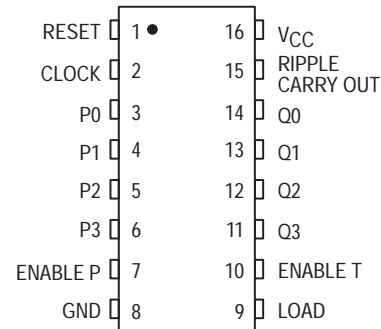 RESET 1 16 VCC
CLOCK 2 15 RIPPLE
CARRY OUT
P0 3 14 Q0
P1 4 13 Q1
P2 5 12 Q2
P3 6 11 Q3
ENABLE P 7 10 ENABLE T
GND 8 9 LOAD